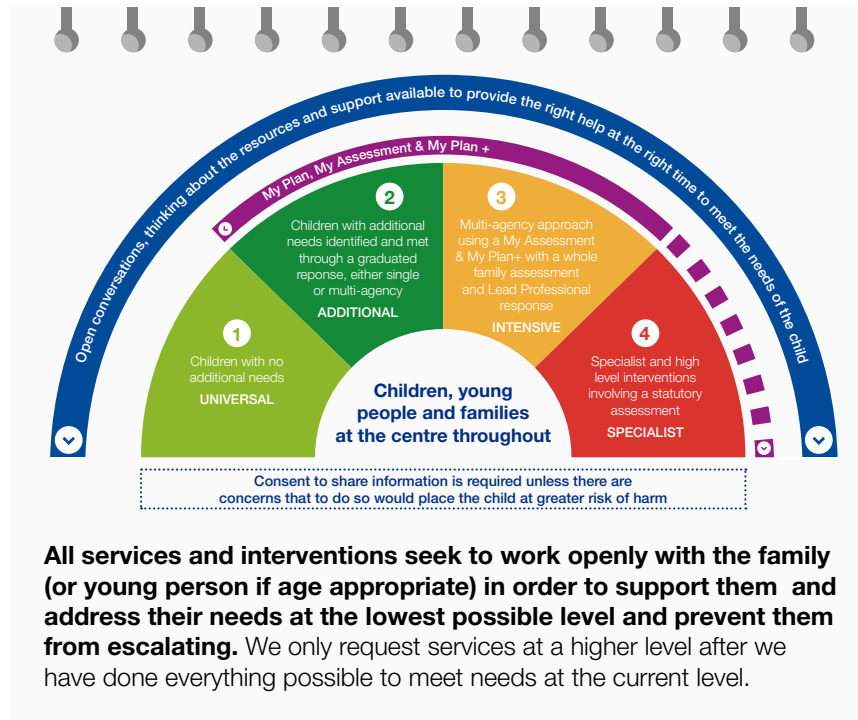 Open conversations, thinking about the resources and support available to provide the right help at the right time to meet the needs of the child
My Plan, My Assessment & My Plan +
1
Children with no
additional needs
UNIVERSAL
2
Children with additional
needs identified and met
through a graduated
reponse, either single
or multi-agency
ADDITIONAL
3
Multi-agency approach
using a My Assessment
& My Plan+ with a whole
family assessment
and Lead Professional
response
INTENSIVE
4
Specialist and high
level interventions
involving a statutory
assessment
SPECIALIST
Children, young
people and families
at the centre throughout
Consent to share information is required unless there are
concerns that to do so would place the child at greater risk of harm
All services and interventions seek to work openly with the family
(or young person if age appropriate) in order to support them and
address their needs at the lowest possible level and prevent them
from escalating. We only request services at a higher level after we
have done everything possible to meet needs at the current level.